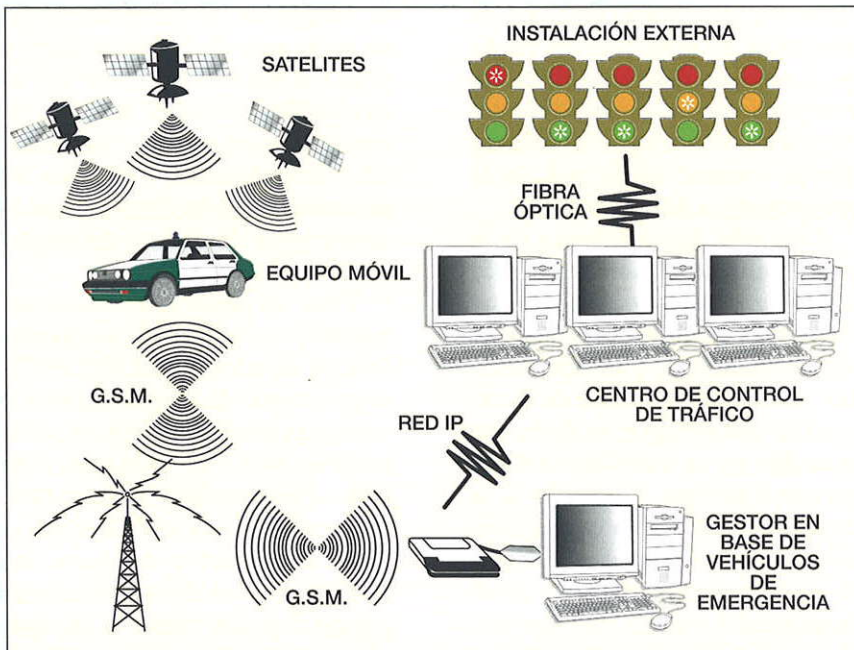 SATELITES
INSTALACIÓN EXTERNA
FIBRA
ÓPTICA
EQUIPO MÓVIL
G.S.M.
CENTRO DE CONTROL
DE TRÁFICO
RED IP
G.S.M.
GESTOR EN
BASE DE
VEHÍCULOS
DE
EMERGENCIA